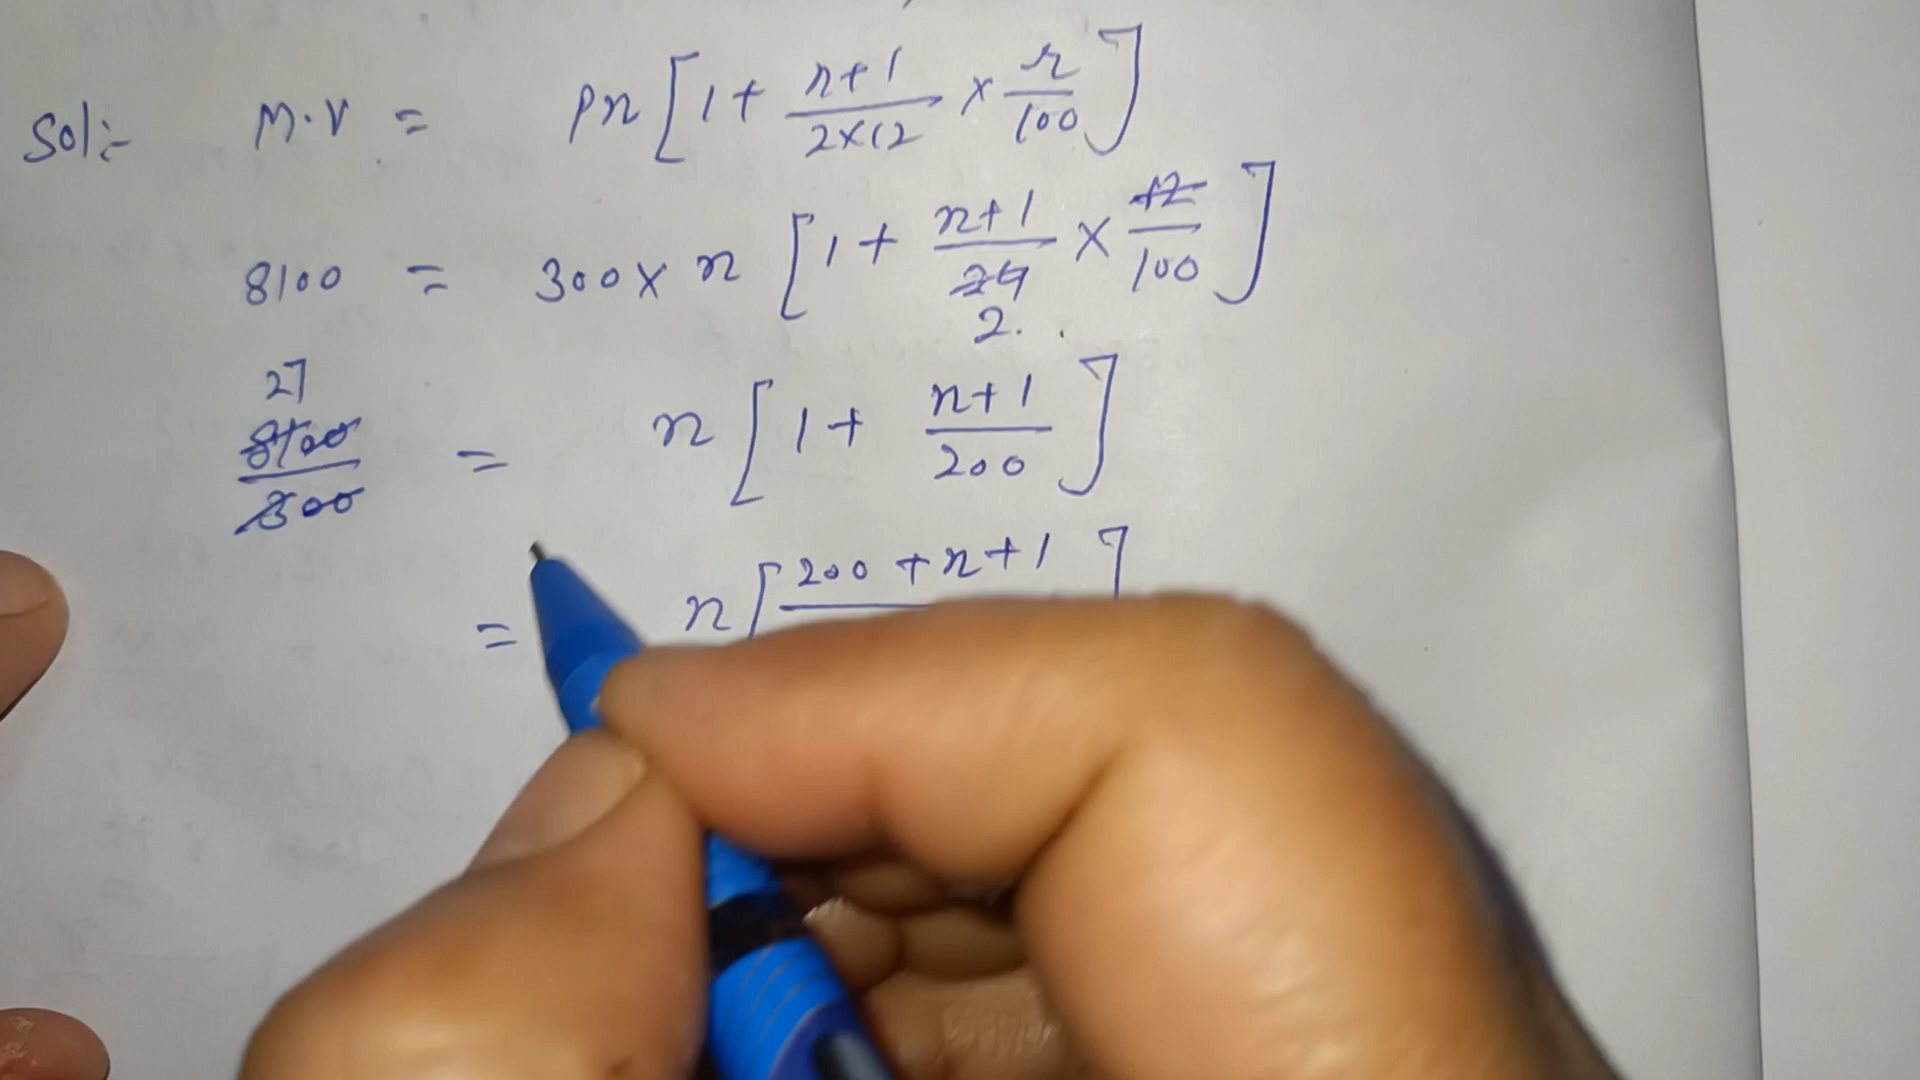 Sol:- M.V = Pn [ 1 + n+1/2×12 × r/100 ]
8100 = 300 × n [ 1 + n+1/24 × 12/100 ]
2.
27
8100/300 = n [ 1 + n+1/200 ]
= n [ 200 + n + 1 ]